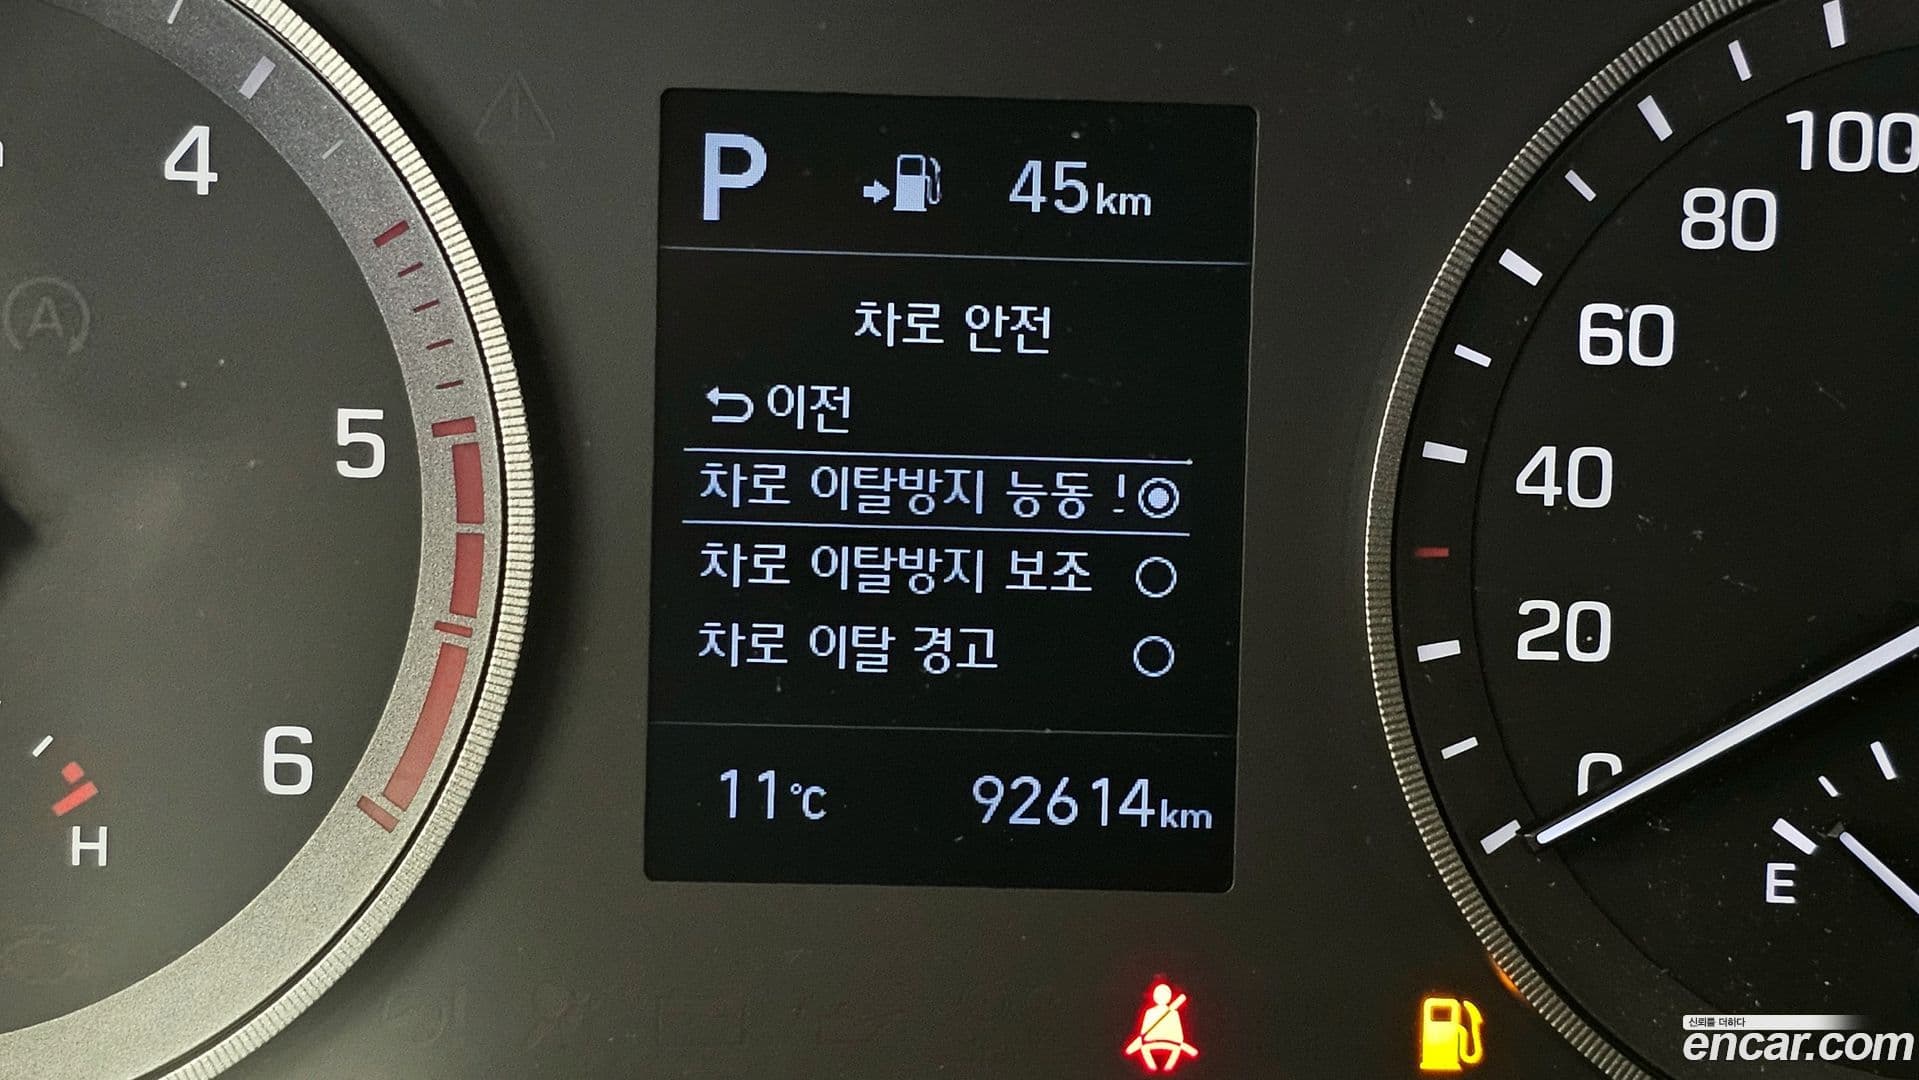 P 45km
차로 안전
이전
차로 이탈방지 능동
차로 이탈방지 보조
차로 이탈 경고
11℃ 92614km
4
5
6
H
A
100
80
60
40
20
0
E
신뢰를 더하다
encar.com